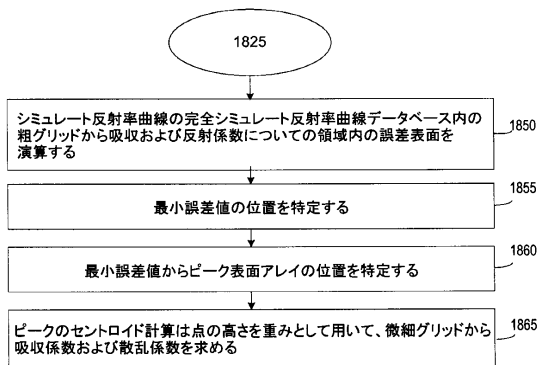 1825
シミュレート反射率曲線の完全シミュレート反射率曲線データベース内の
粗グリッドから吸収および反射係数についての領域内の誤差表面を
演算する
1850
最小誤差値の位置を特定する
1855
最小誤差値からピーク表面アレイの位置を特定する
1860
ピークのセントロイド計算は点の高さを重みとして用いて、微細グリッドから
吸収係数および散乱係数を求める
1865